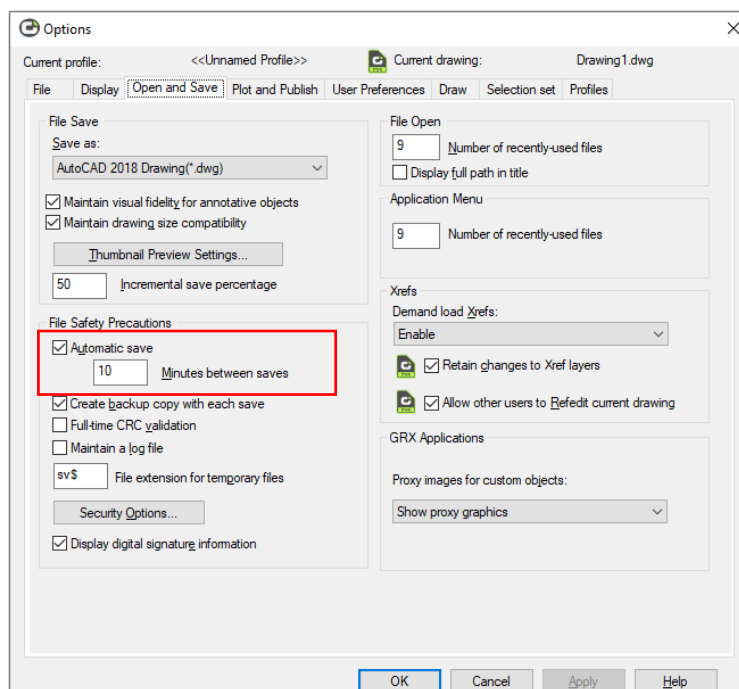 Options
Current profile: <<Unnamed Profile>> Current drawing: Drawing1.dwg
File Display Open and Save Plot and Publish User Preferences Draw Selection set Profiles
File Save
Save as:
AutoCAD 2018 Drawing(*.dwg)
Maintain visual fidelity for annotative objects
Maintain drawing size compatibility
Thumbnail Preview Settings...
50 Incremental save percentage
File Safety Precautions
Automatic save
10 Minutes between saves
Create backup copy with each save
Full-time CRC validation
Maintain a log file
sv$ File extension for temporary files
Security Options...
Display digital signature information
File Open
9 Number of recently-used files
Display full path in title
Application Menu
9 Number of recently-used files
Xrefs
Demand load Xrefs:
Enable
Retain changes to Xref layers
Allow other users to Refedit current drawing
GRX Applications
Proxy images for custom objects:
Show proxy graphics
OK Cancel Apply Help